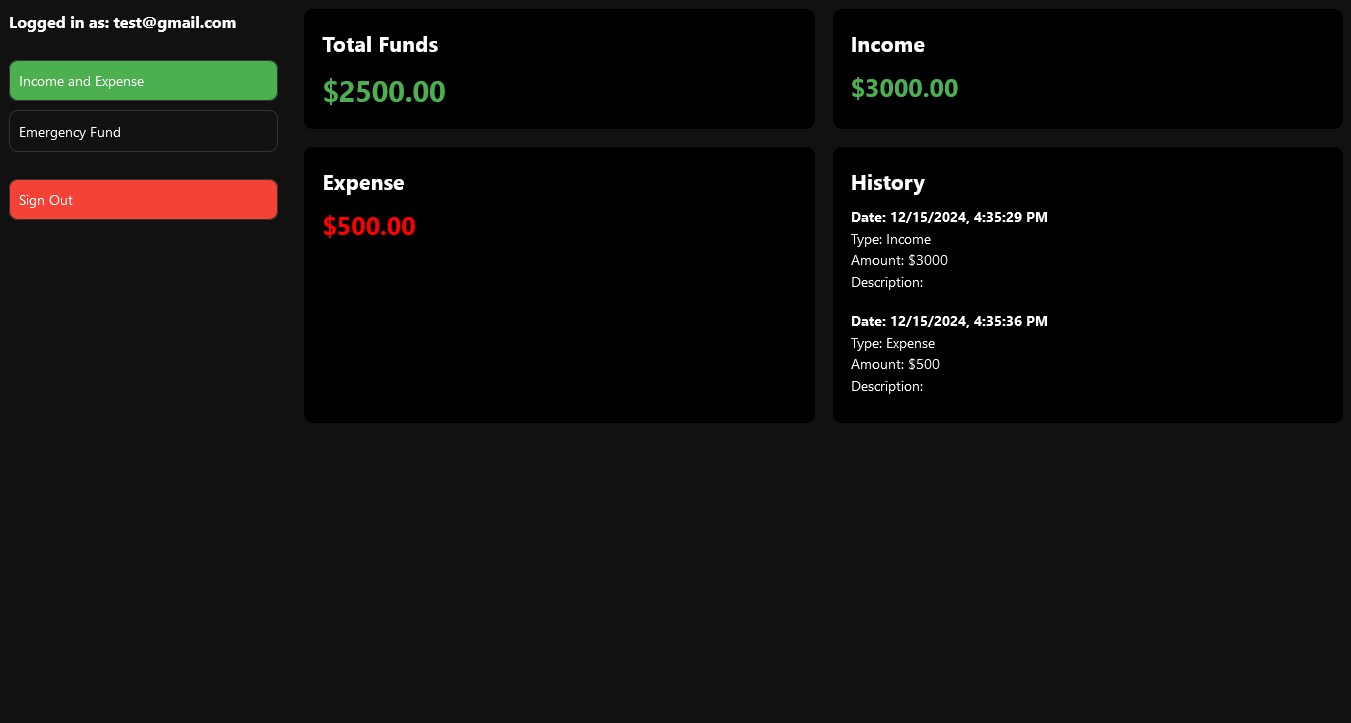 Logged in as: test@gmail.com
Income and Expense
Emergency Fund
Sign Out
Total Funds
$2500.00
Income
$3000.00
Expense
$500.00
History
Date: 12/15/2024, 4:35:29 PM
Type: Income
Amount: $3000
Description:
Date: 12/15/2024, 4:35:36 PM
Type: Expense
Amount: $500
Description: